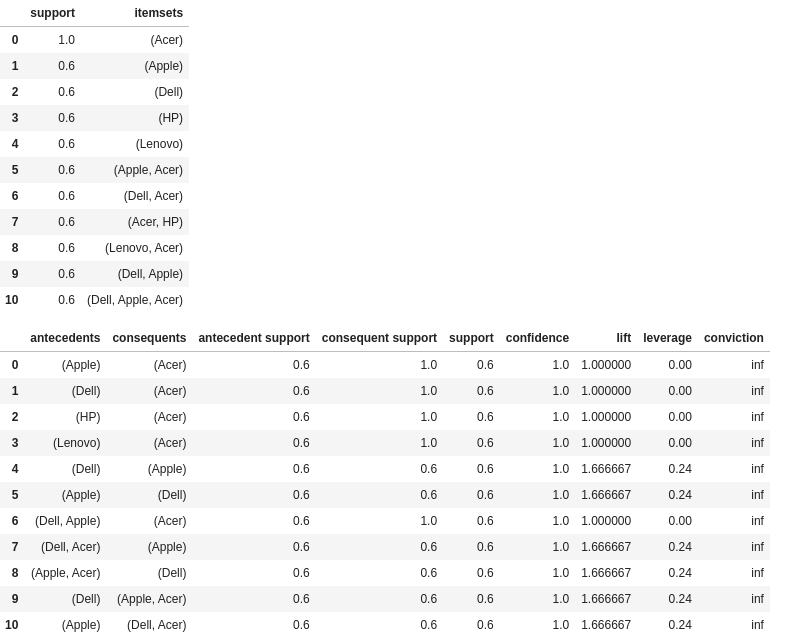 support itemsets
0 1.0 (Acer)
1 0.6 (Apple)
2 0.6 (Dell)
3 0.6 (HP)
4 0.6 (Lenovo)
5 0.6 (Apple, Acer)
6 0.6 (Dell, Acer)
7 0.6 (Acer, HP)
8 0.6 (Lenovo, Acer)
9 0.6 (Dell, Apple)
10 0.6 (Dell, Apple, Acer)
antecedents consequents antecedent support consequent support support confidence lift leverage conviction
0 (Apple) (Acer) 0.6 1.0 0.6 1.0 1.000000 0.00 inf
1 (Dell) (Acer) 0.6 1.0 0.6 1.0 1.000000 0.00 inf
2 (HP) (Acer) 0.6 1.0 0.6 1.0 1.000000 0.00 inf
3 (Lenovo) (Acer) 0.6 1.0 0.6 1.0 1.000000 0.00 inf
4 (Dell) (Apple) 0.6 0.6 0.6 1.0 1.666667 0.24 inf
5 (Apple) (Dell) 0.6 0.6 0.6 1.0 1.666667 0.24 inf
6 (Dell, Apple) (Acer) 0.6 1.0 0.6 1.0 1.000000 0.00 inf
7 (Dell, Acer) (Apple) 0.6 0.6 0.6 1.0 1.666667 0.24 inf
8 (Apple, Acer) (Dell) 0.6 0.6 0.6 1.0 1.666667 0.24 inf
9 (Dell) (Apple, Acer) 0.6 0.6 0.6 1.0 1.666667 0.24 inf
10 (Apple) (Dell, Acer) 0.6 0.6 0.6 1.0 1.666667 0.24 inf